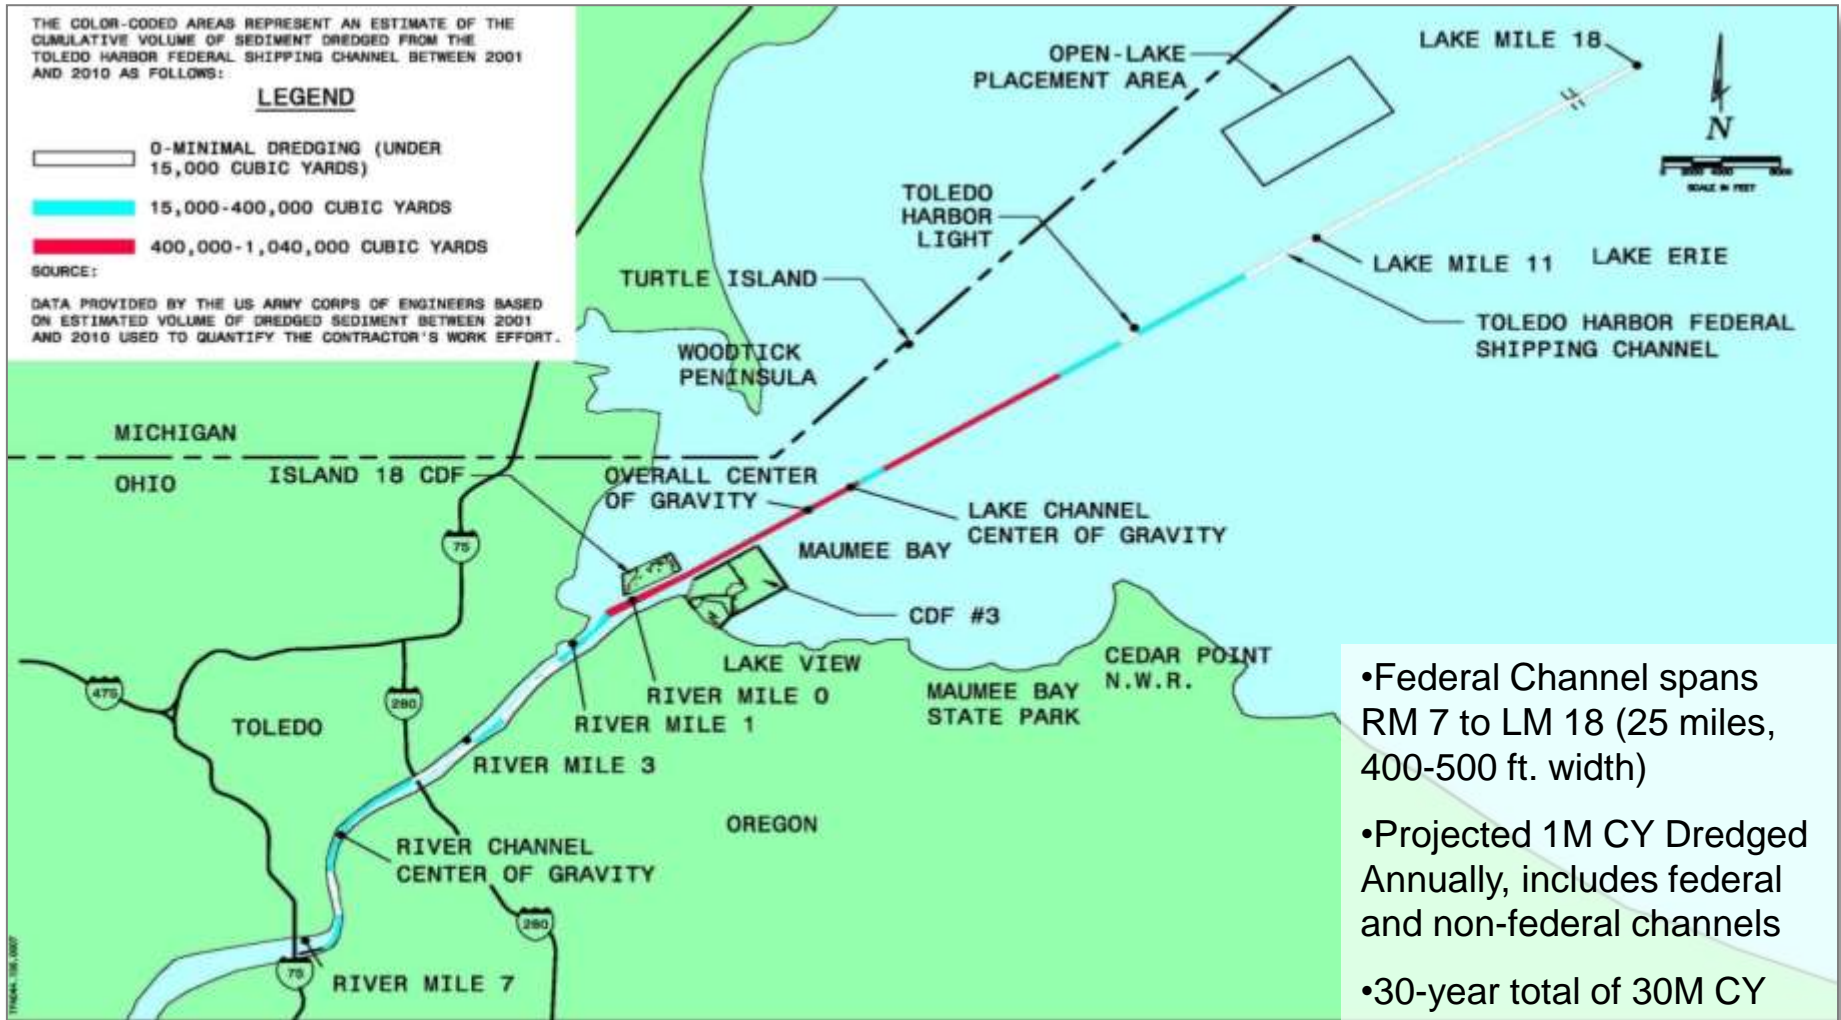 THE COLOR-CODED AREAS REPRESENT AN ESTIMATE OF THE
CUMULATIVE VOLUME OF SEDIMENT DREDGED FROM THE
TOLEDO HARBOR FEDERAL SHIPPING CHANNEL BETWEEN 2001
AND 2010 AS FOLLOWS:
LEGEND
0-MINIMAL DREDGING (UNDER
15,000 CUBIC YARDS)
15,000-400,000 CUBIC YARDS
400,000-1,040,000 CUBIC YARDS
SOURCE:
DATA PROVIDED BY THE US ARMY CORPS OF ENGINEERS BASED
ON ESTIMATED VOLUME OF DREDGED SEDIMENT BETWEEN 2001
AND 2010 USED TO QUANTIFY THE CONTRACTOR'S WORK EFFORT.
OPEN-LAKE
PLACEMENT AREA
LAKE MILE 18
N
SCALE IN FEET
TOLEDO
HARBOR
LIGHT
TURTLE ISLAND
LAKE MILE 11
LAKE ERIE
TOLEDO HARBOR FEDERAL
SHIPPING CHANNEL
WOODTICK
PENINSULA
MICHIGAN
OHIO
ISLAND 18 CDF
OVERALL CENTER
OF GRAVITY
LAKE CHANNEL
CENTER OF GRAVITY
MAUMEE BAY
75
CDF #3
LAKE VIEW
CEDAR POINT
N.W.R.
MAUMEE BAY
STATE PARK
RIVER MILE 0
RIVER MILE 1
475
280
TOLEDO
RIVER MILE 3
OREGON
RIVER CHANNEL
CENTER OF GRAVITY
280
75
RIVER MILE 7
•Federal Channel spans
RM 7 to LM 18 (25 miles,
400-500 ft. width)
•Projected 1M CY Dredged
Annually, includes federal
and non-federal channels
•30-year total of 30M CY